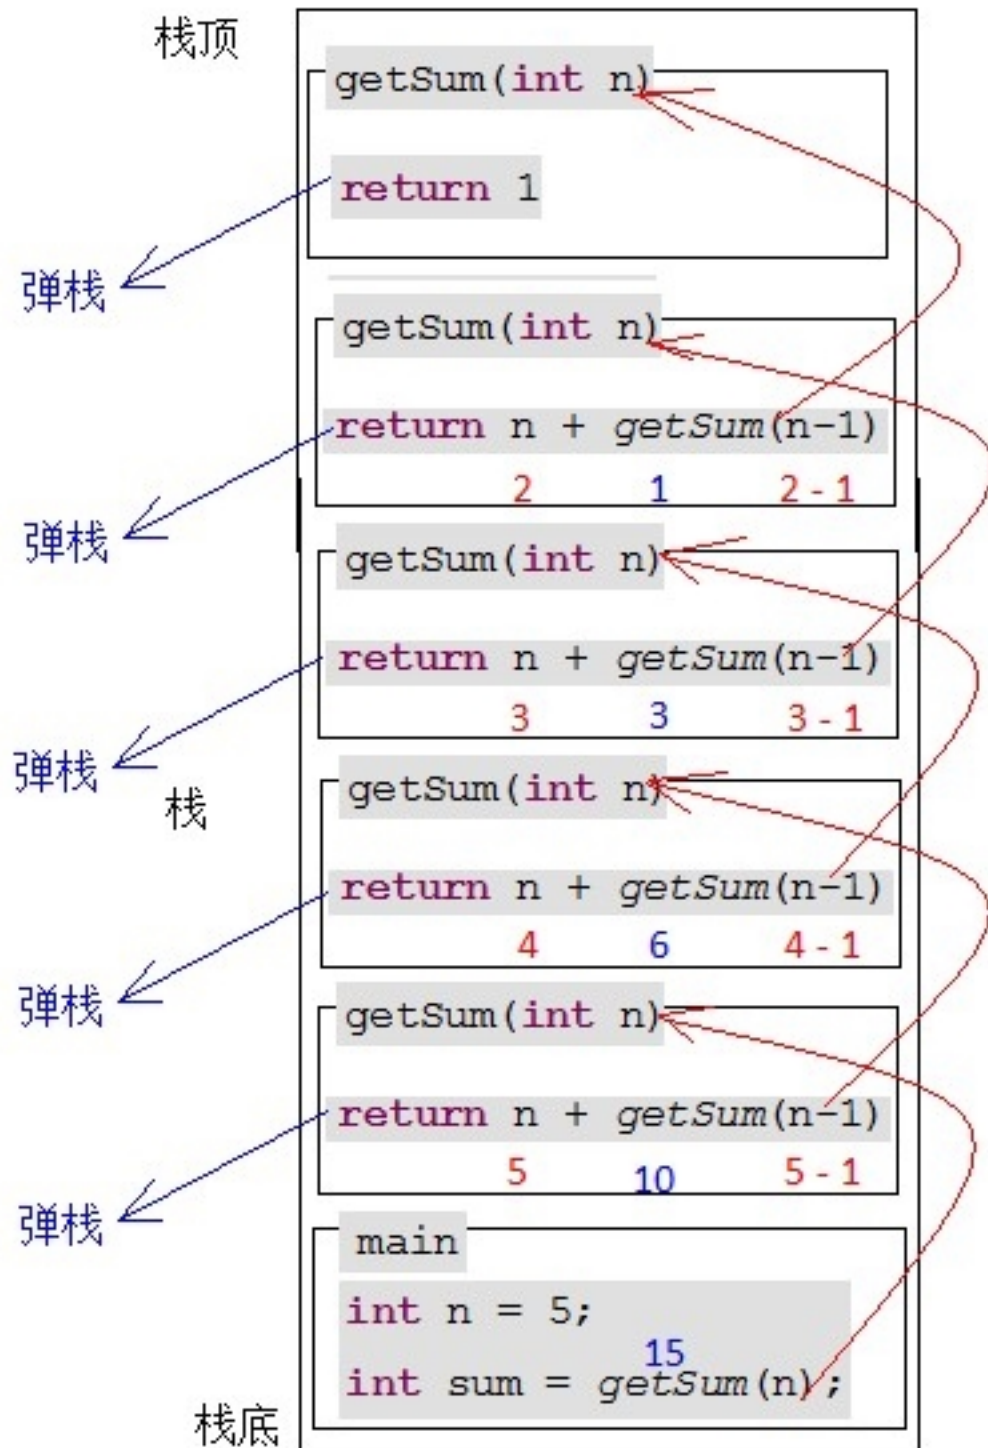 栈顶
getSum(int n)
return 1
弹栈
getSum(int n)
return n + getSum(n-1)
2 1 2 - 1
弹栈
getSum(int n)
return n + getSum(n-1)
3 3 3 - 1
弹栈
栈
getSum(int n)
return n + getSum(n-1)
4 6 4 - 1
弹栈
getSum(int n)
return n + getSum(n-1)
5 10 5 - 1
弹栈
main
int n = 5;
15
int sum = getSum(n);
栈底